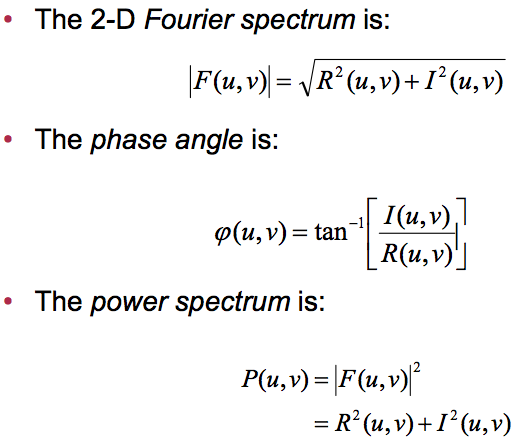 • The 2-D Fourier spectrum is:
|F(u,v)| = √R²(u,v)+I²(u,v)
• The phase angle is:
φ(u,v) = tan⁻¹[I(u,v)/R(u,v)]
• The power spectrum is:
P(u,v) = |F(u,v)|²
= R²(u,v)+I²(u,v)